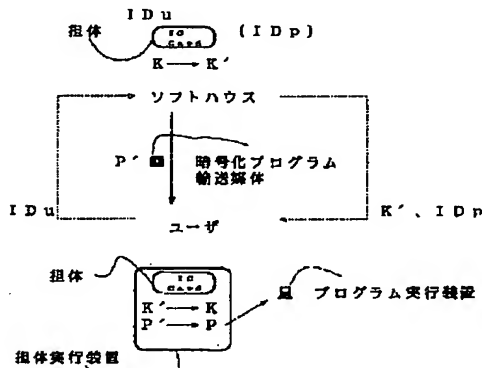 IDu
担体
IC
Card
(IDp)
K → K′
ソフトハウス
P′
暗号化プログラム
輸送媒体
IDu
K′、IDp
ユーザ
担体
IC
Card
K′ → K
P′ → P
プログラム実行装置
担体実行装置